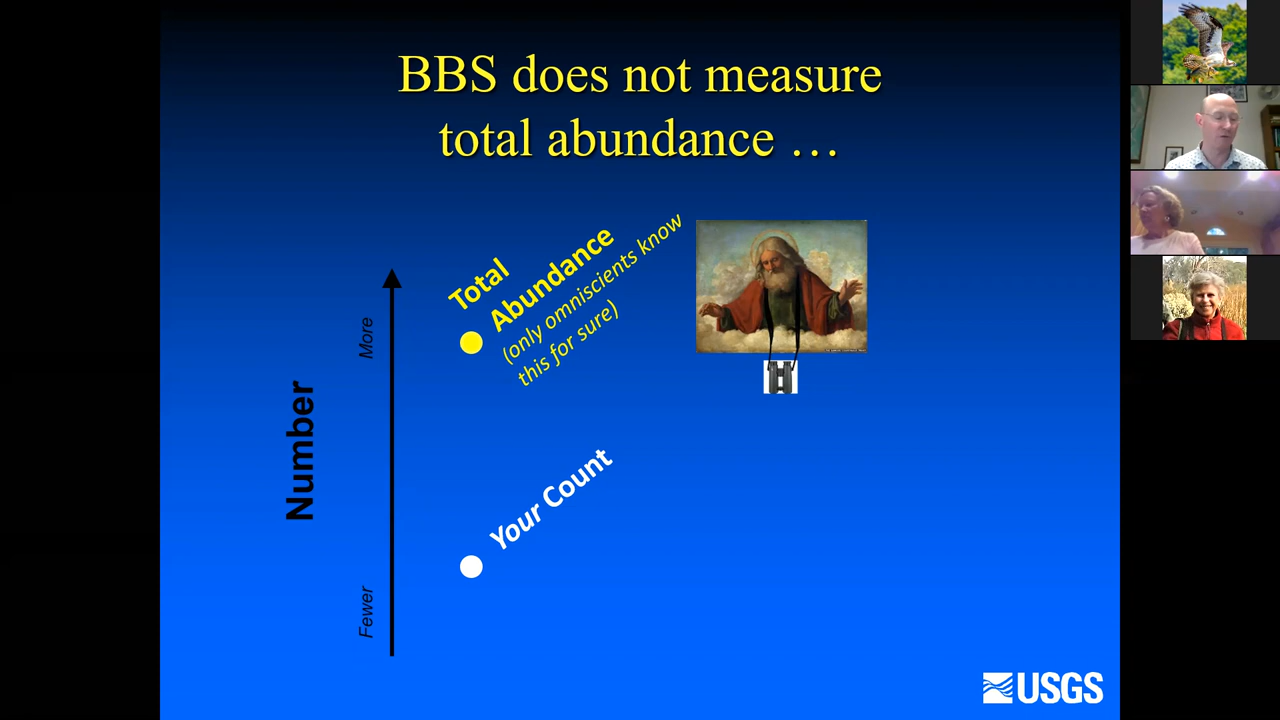 BBS does not measure
total abundance …
Total
Abundance
(only omniscients know
this for sure)
More
Number
Your Count
Fewer
USGS